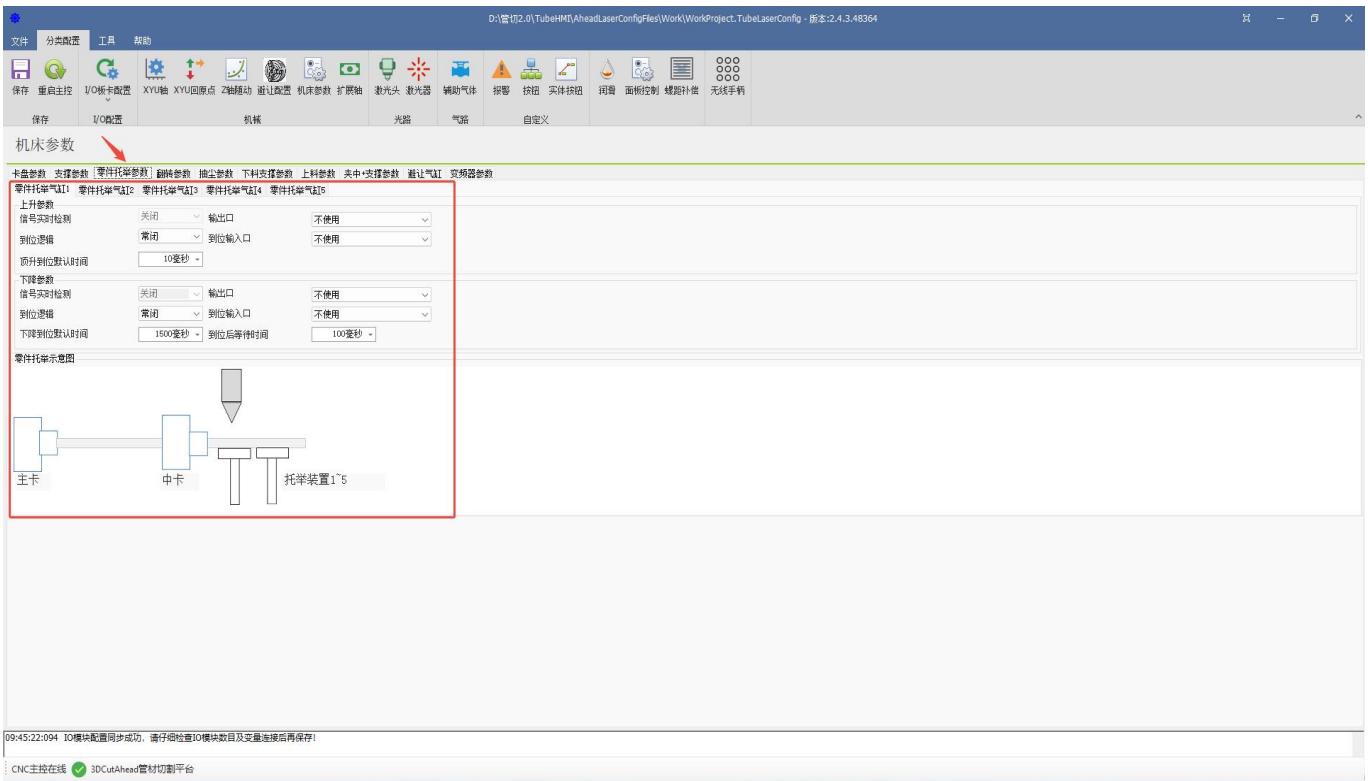 D:\管切2.0\TubeHMI\AheadLaserConfigFiles\Work\WorkProject.TubeLaserConfig - 版本:2.4.3.48364
文件 分类配置 工具 帮助
保存 重启主控 I/O板卡配置 XYU轴 XYU回原点 Z轴随动 避让配置 机床参数 扩展轴 激光头 激光器 辅助气体 报警 按钮 实体按钮 润滑 面板控制 螺距补偿 无线手柄
保存 I/O配置 机械 光路 气路 自定义
机床参数
卡盘参数 支撑参数 零件托举参数 翻转参数 抽尘参数 下料支撑参数 上料参数 夹中+支撑参数 避让气缸 变频器参数
零件托举气缸1 零件托举气缸2 零件托举气缸3 零件托举气缸4 零件托举气缸5
上升参数
信号实时检测 关闭 输出口 不使用
到位逻辑 常闭 到位输入口 不使用
顶升到位默认时间 10毫秒
下降参数
信号实时检测 关闭 输出口 不使用
到位逻辑 常闭 到位输入口 不使用
下降到位默认时间 1500毫秒 到位后等待时间 100毫秒
零件托举示意图
主卡 中卡 托举装置1~5
09:45:22:094 IO模块配置同步成功，请仔细检查IO模块数目及变量连接后再保存!
CNC主控在线 3DCutAhead管材切割平台